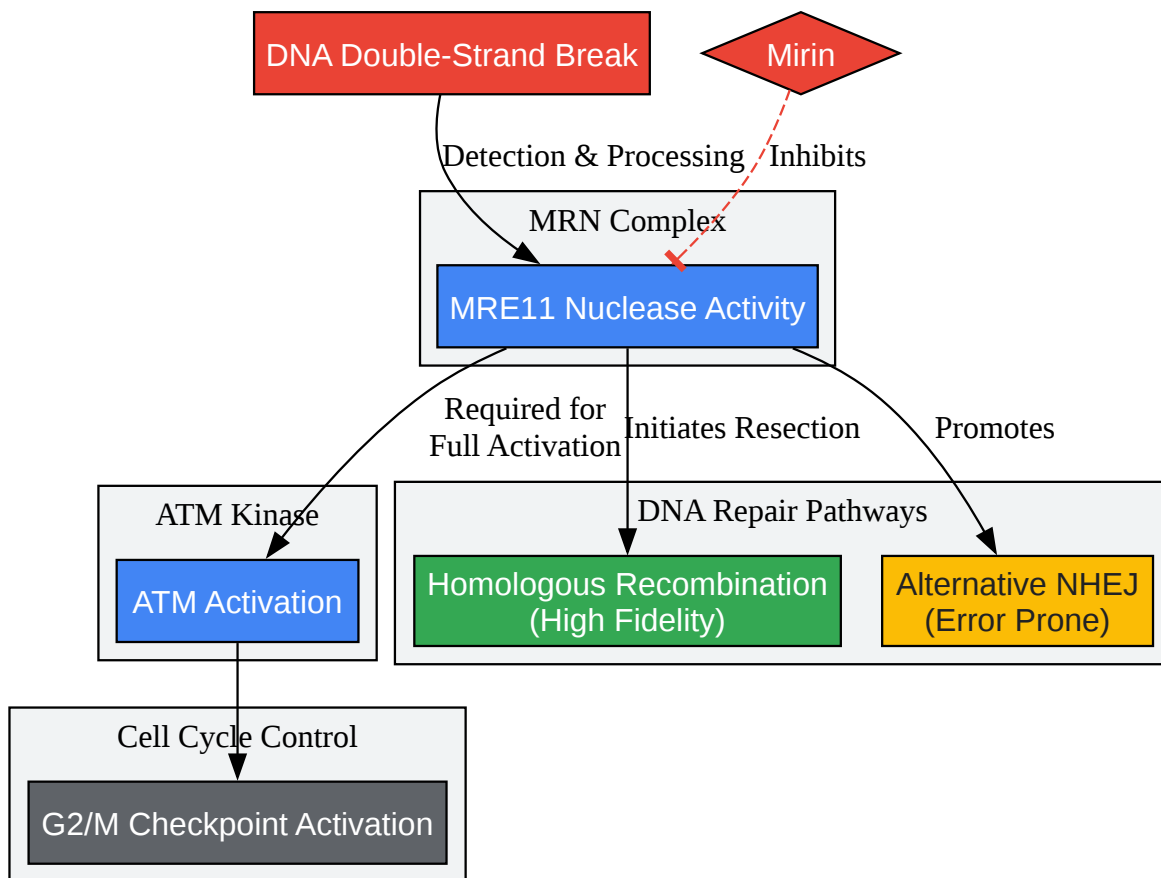 DNA Double-Strand Break
Mirin
Detection & Processing
Inhibits
MRN Complex
MRE11 Nuclease Activity
Required for
Full Activation
Initiates Resection
Promotes
ATM Kinase
DNA Repair Pathways
ATM Activation
Homologous Recombination
(High Fidelity)
Alternative NHEJ
(Error Prone)
Cell Cycle Control
G2/M Checkpoint Activation